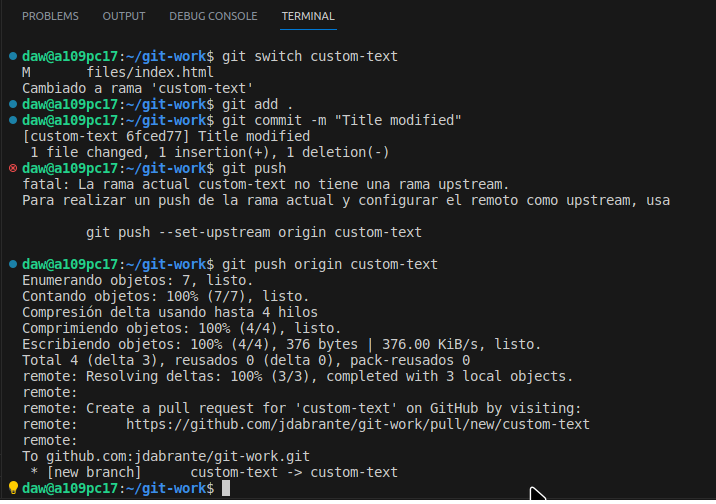 PROBLEMS OUTPUT DEBUG CONSOLE TERMINAL
daw@a109pc17:~/git-work$ git switch custom-text
M       files/index.html
Cambiado a rama 'custom-text'
daw@a109pc17:~/git-work$ git add .
daw@a109pc17:~/git-work$ git commit -m "Title modified"
[custom-text 6fced77] Title modified
 1 file changed, 1 insertion(+), 1 deletion(-)
daw@a109pc17:~/git-work$ git push
fatal: La rama actual custom-text no tiene una rama upstream.
Para realizar un push de la rama actual y configurar el remoto como upstream, usa
        git push --set-upstream origin custom-text
daw@a109pc17:~/git-work$ git push origin custom-text
Enumerando objetos: 7, listo.
Contando objetos: 100% (7/7), listo.
Compresión delta usando hasta 4 hilos
Comprimiendo objetos: 100% (4/4), listo.
Escribiendo objetos: 100% (4/4), 376 bytes | 376.00 KiB/s, listo.
Total 4 (delta 3), reusados 0 (delta 0), pack-reusados 0
remote: Resolving deltas: 100% (3/3), completed with 3 local objects.
remote:
remote: Create a pull request for 'custom-text' on GitHub by visiting:
remote:      https://github.com/jdabrante/git-work/pull/new/custom-text
remote:
To github.com:jdabrante/git-work.git
 * [new branch]      custom-text -> custom-text
daw@a109pc17:~/git-work$